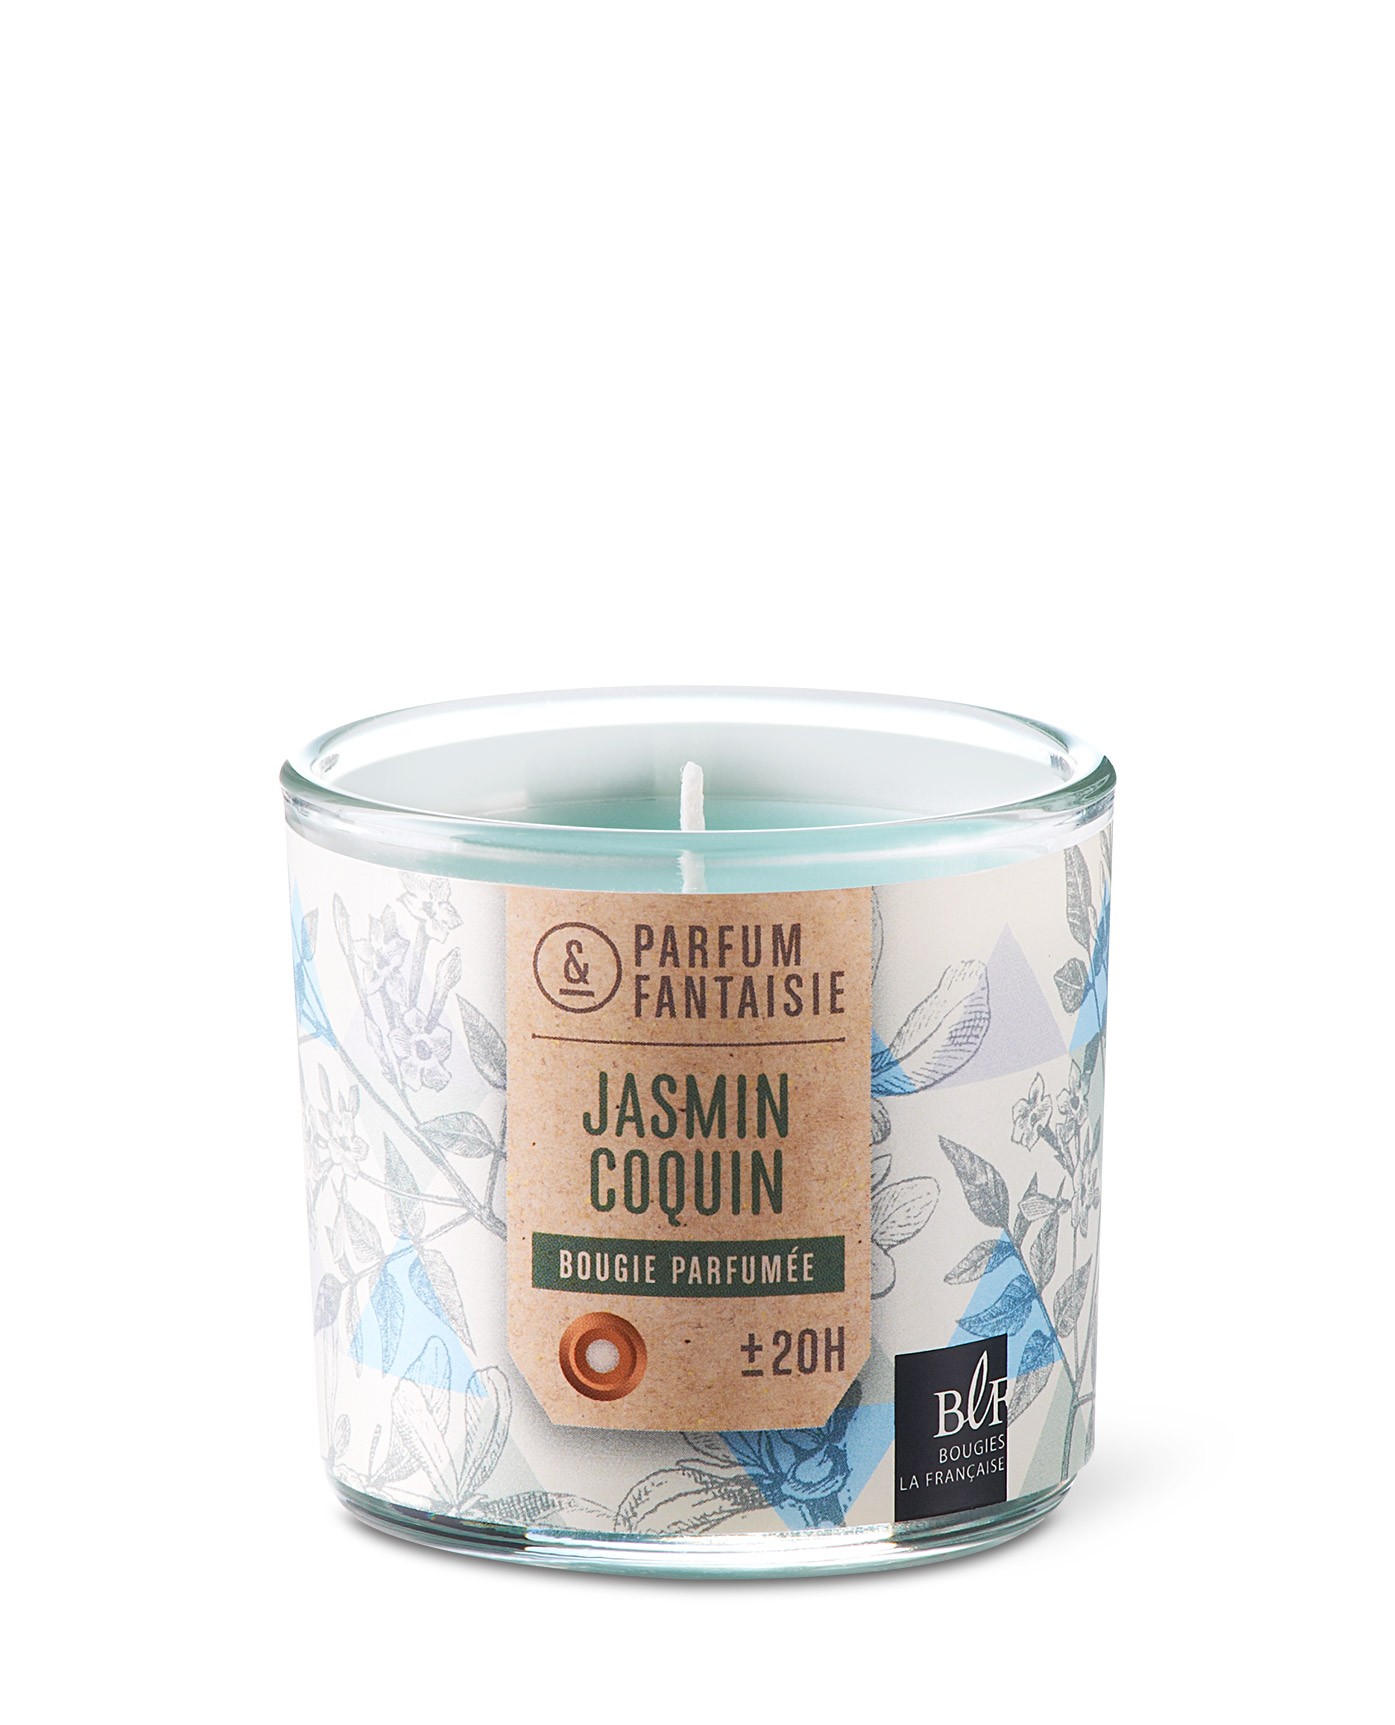 &
PARFUM
FANTAISIE
JASMIN
COQUIN
BOUGIE PARFUMÉE
±20H
BlF
BOUGIES
LA FRANÇAISE